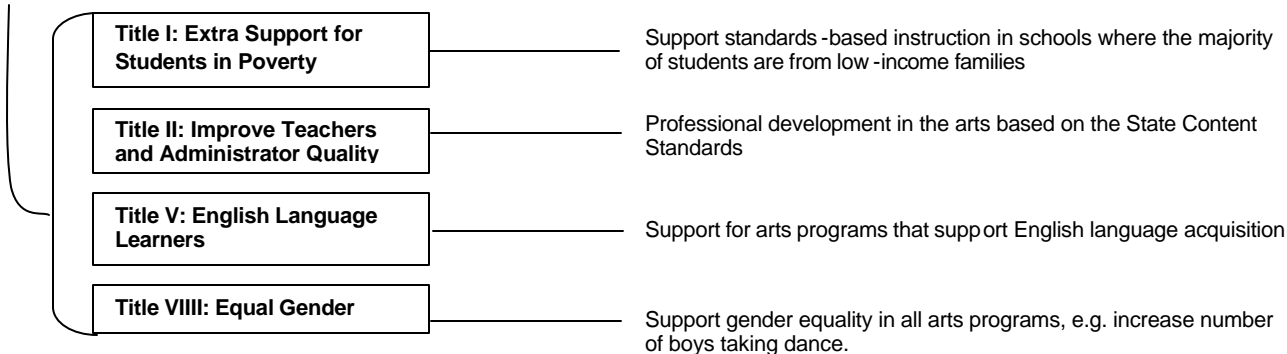 Title I: Extra Support for
Students in Poverty
Support standards -based instruction in schools where the majority
of students are from low -income families
Title II: Improve Teachers
and Administrator Quality
Professional development in the arts based on the State Content
Standards
Title V: English Language
Learners
Support for arts programs that support English language acquisition
Title VIIII: Equal Gender
Support gender equality in all arts programs, e.g. increase number
of boys taking dance.